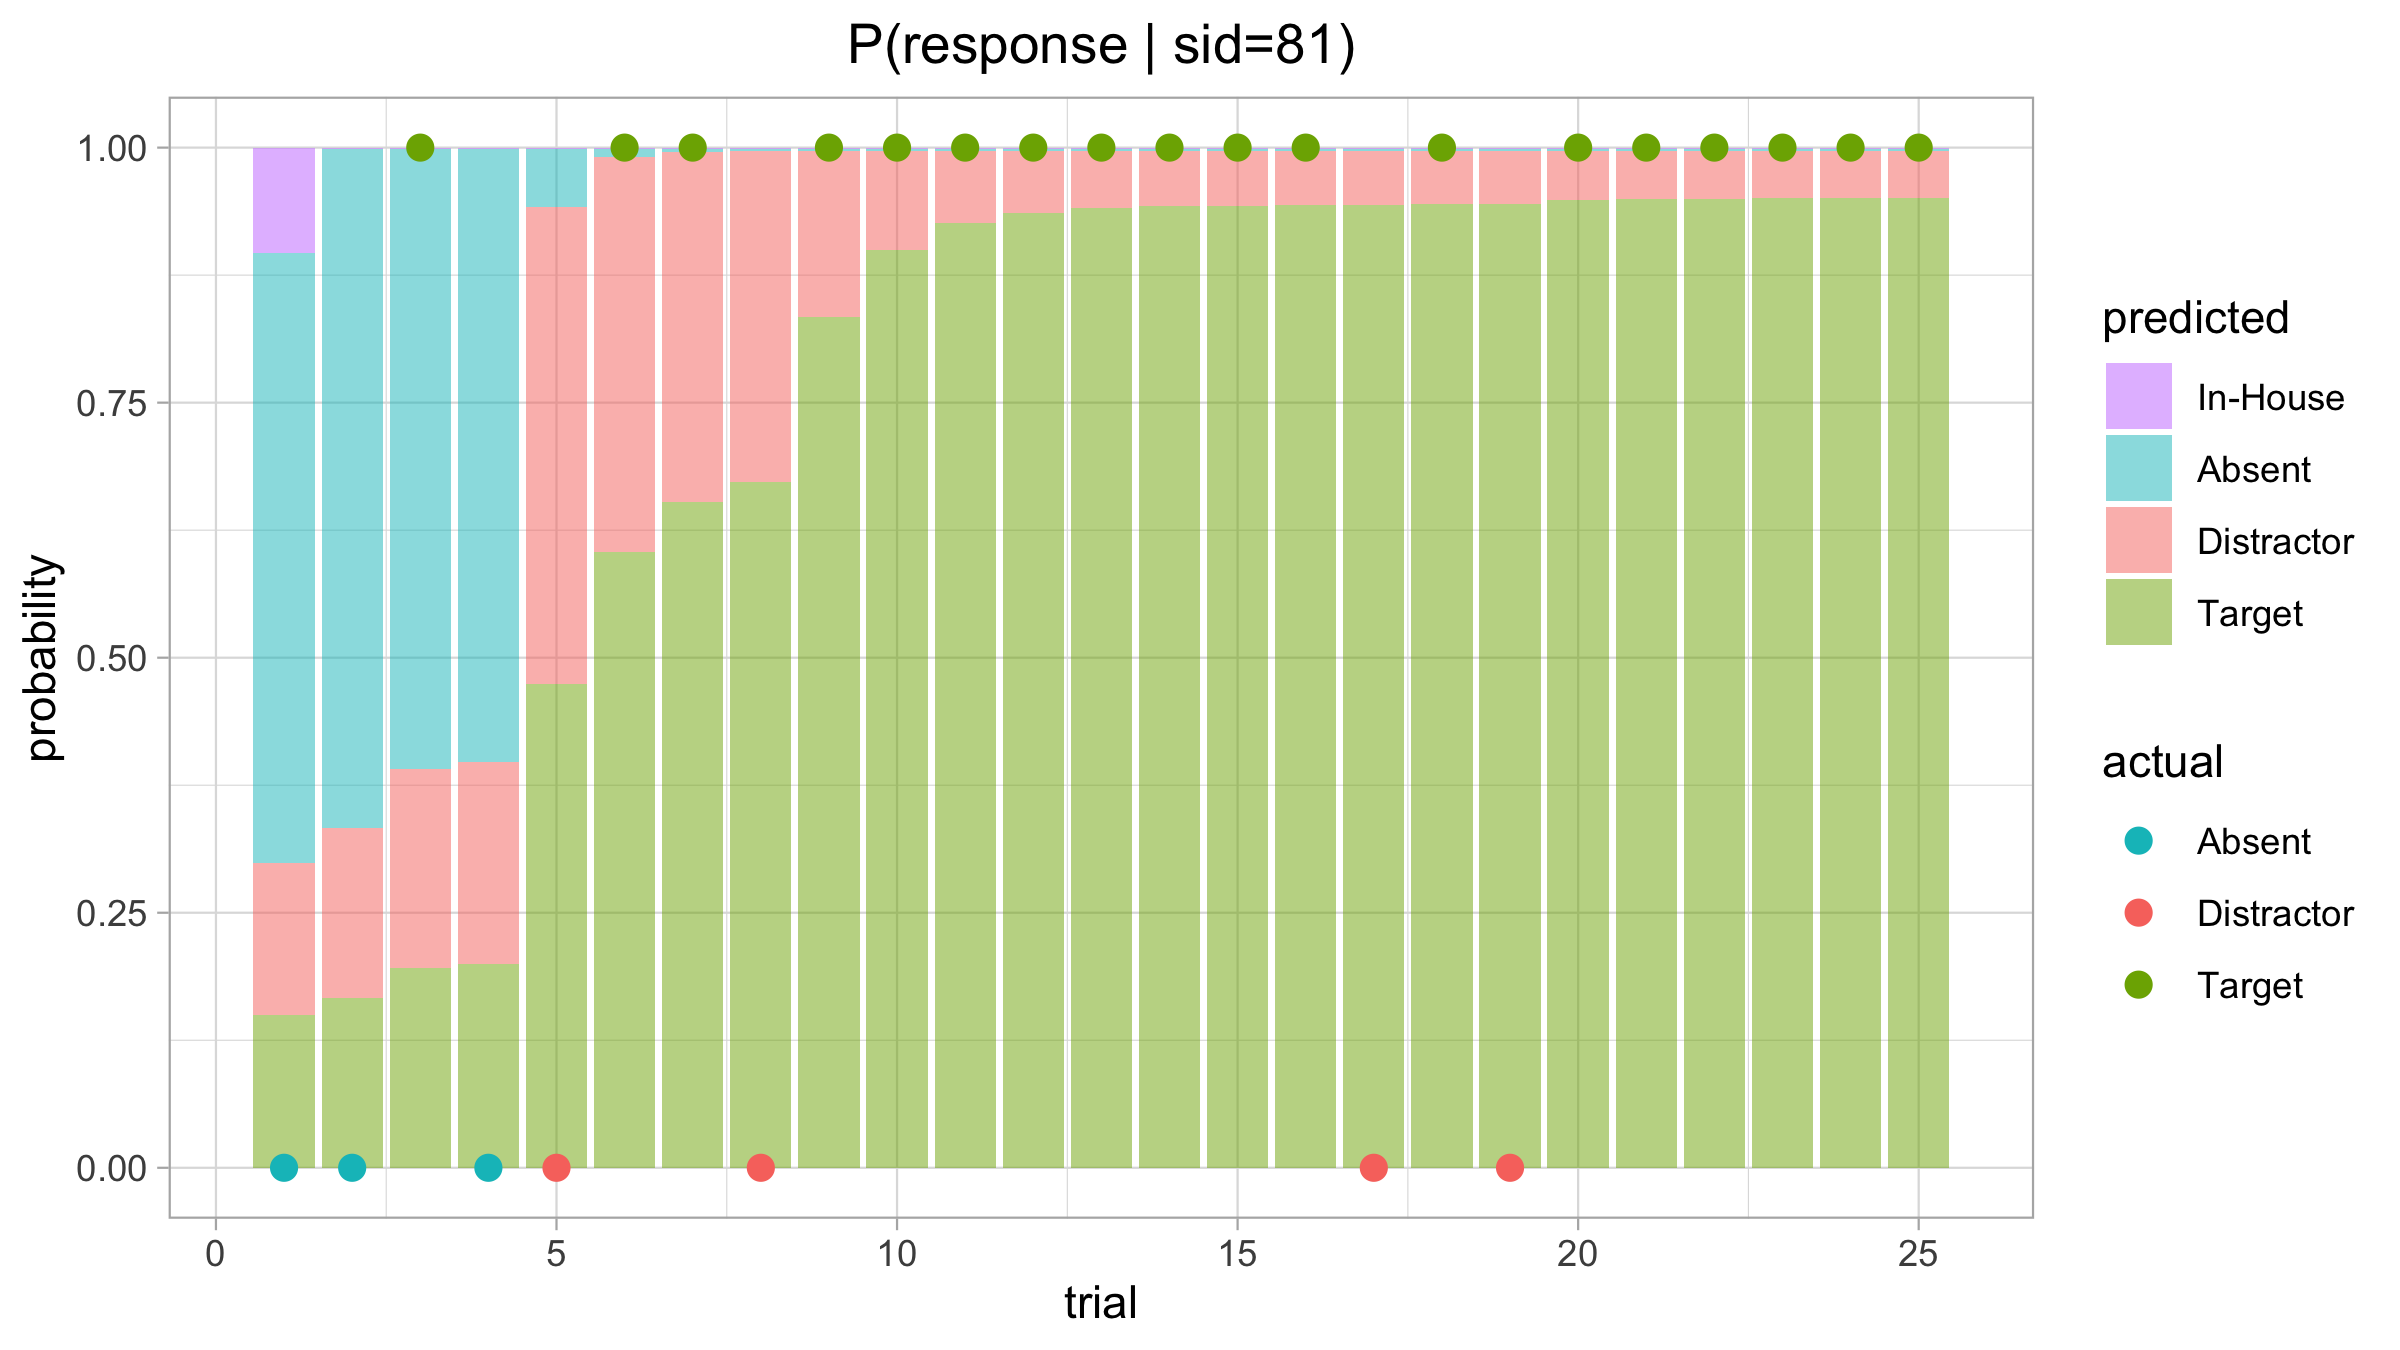 P(response | sid=81)
1.00
0.75
0.50
0.25
0.00
probability
0 5 10 15 20 25
trial
predicted
In-House
Absent
Distractor
Target
actual
Absent
Distractor
Target